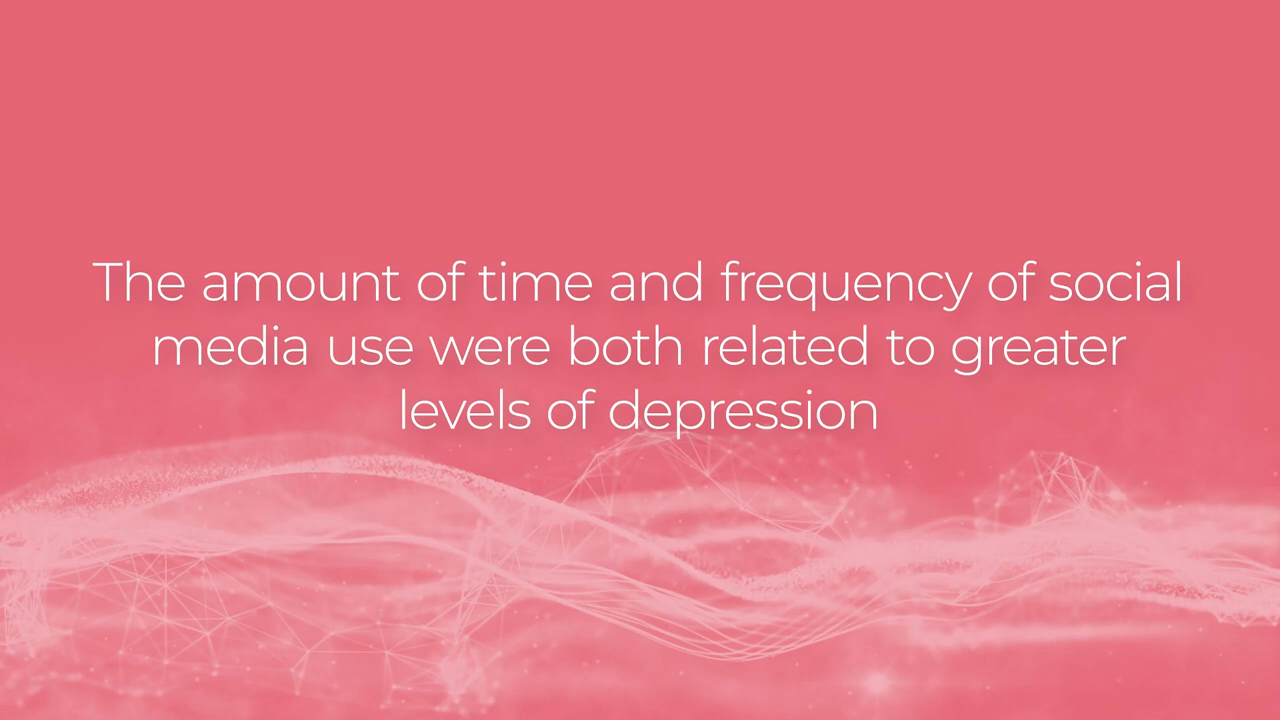 The amount of time and frequency of social
media use were both related to greater
levels of depression